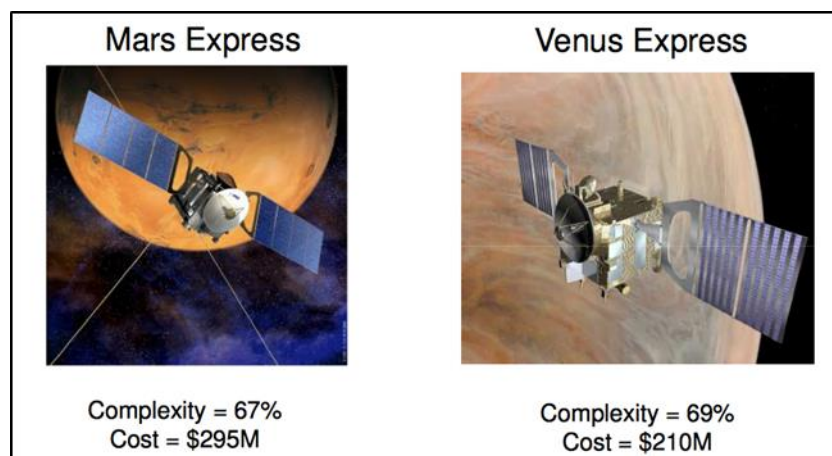 Mars Express
Venus Express
Complexity = 67%
Cost = $295M
Complexity = 69%
Cost = $210M